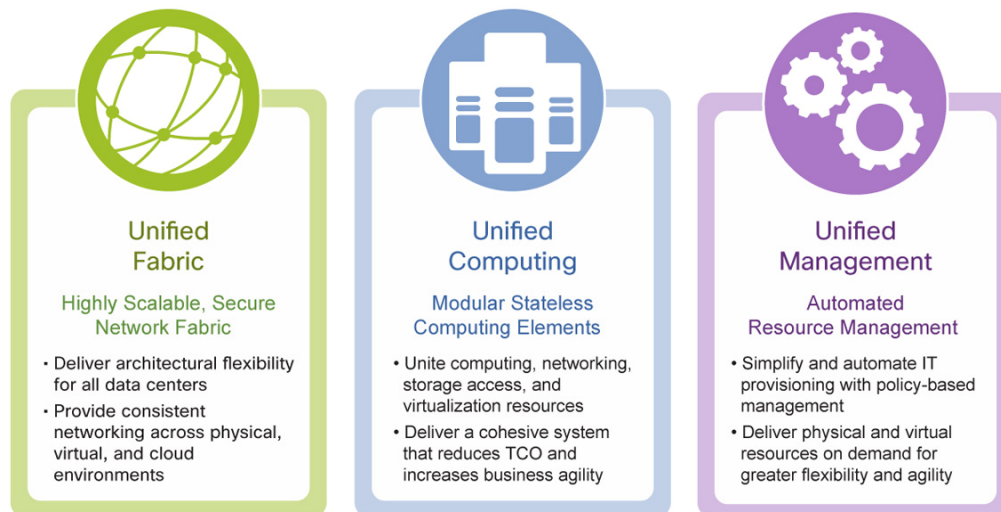 Unified
Fabric
Highly Scalable, Secure
Network Fabric
• Deliver architectural flexibility
for all data centers
• Provide consistent
networking across physical,
virtual, and cloud
environments
Unified
Computing
Modular Stateless
Computing Elements
• Unite computing, networking,
storage access, and
virtualization resources
• Deliver a cohesive system
that reduces TCO and
increases business agility
Unified
Management
Automated
Resource Management
• Simplify and automate IT
provisioning with policy-based
management
• Deliver physical and virtual
resources on demand for
greater flexibility and agility